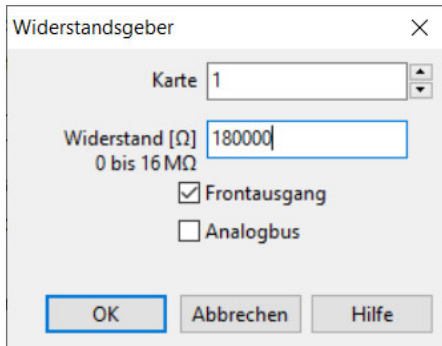 Widerstandsgeber
Karte 1
Widerstand [Ω] 180000
0 bis 16 MΩ
Frontausgang
Analogbus
OK Abbrechen Hilfe